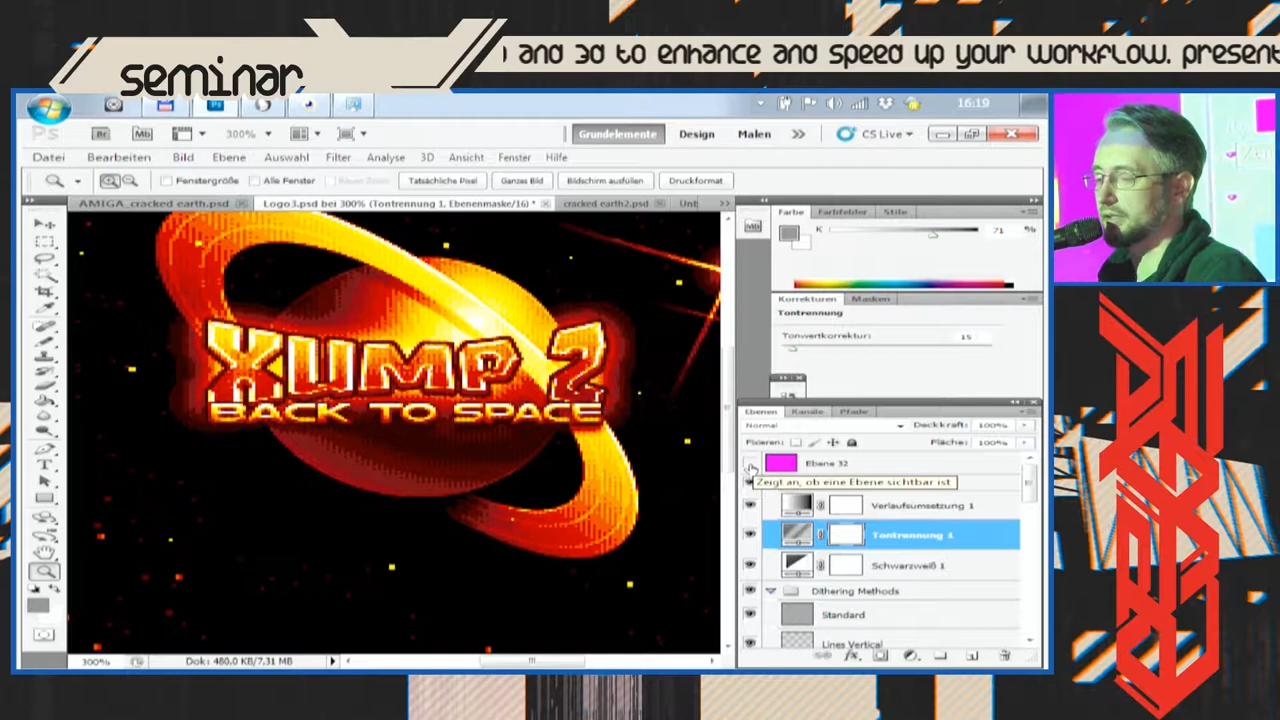 seminar
and 3d to enhance and speed up your workflow. present
16:19
Ps
Br
Mb
300%
Grundelemente
Design
Malen
CS Live
Datei
Bearbeiten
Bild
Ebene
Auswahl
Filter
Analyse
3D
Ansicht
Fenster
Hilfe
Fenstergröße
Alle Fenster
Tatsächliche Pixel
Ganzes Bild
Bildschirm ausfüllen
Druckformat
AMIGA_cracked earth.psd
Logo3.psd bei 300% (Tontrennung 1, Ebenenmaske/16) *
cracked earth2.psd
Farbe
Farbfelder
Stile
K
71
%
Korrekturen
Masken
Tontrennung
Tonwertkorrektur:
15
XUMP 2
BACK TO SPACE
Ebenen
Kanäle
Pfade
Normal
Deckkraft: 100%
Fixieren:
Fläche: 100%
Ebene 32
Zeigt an, ob eine Ebene sichtbar ist
Verlaufsumsetzung 1
Tontrennung 1
Schwarzweiß 1
Dithering Methods
Standard
Lines Vertical
300%
Dok: 480,0 KB/7,31 MB